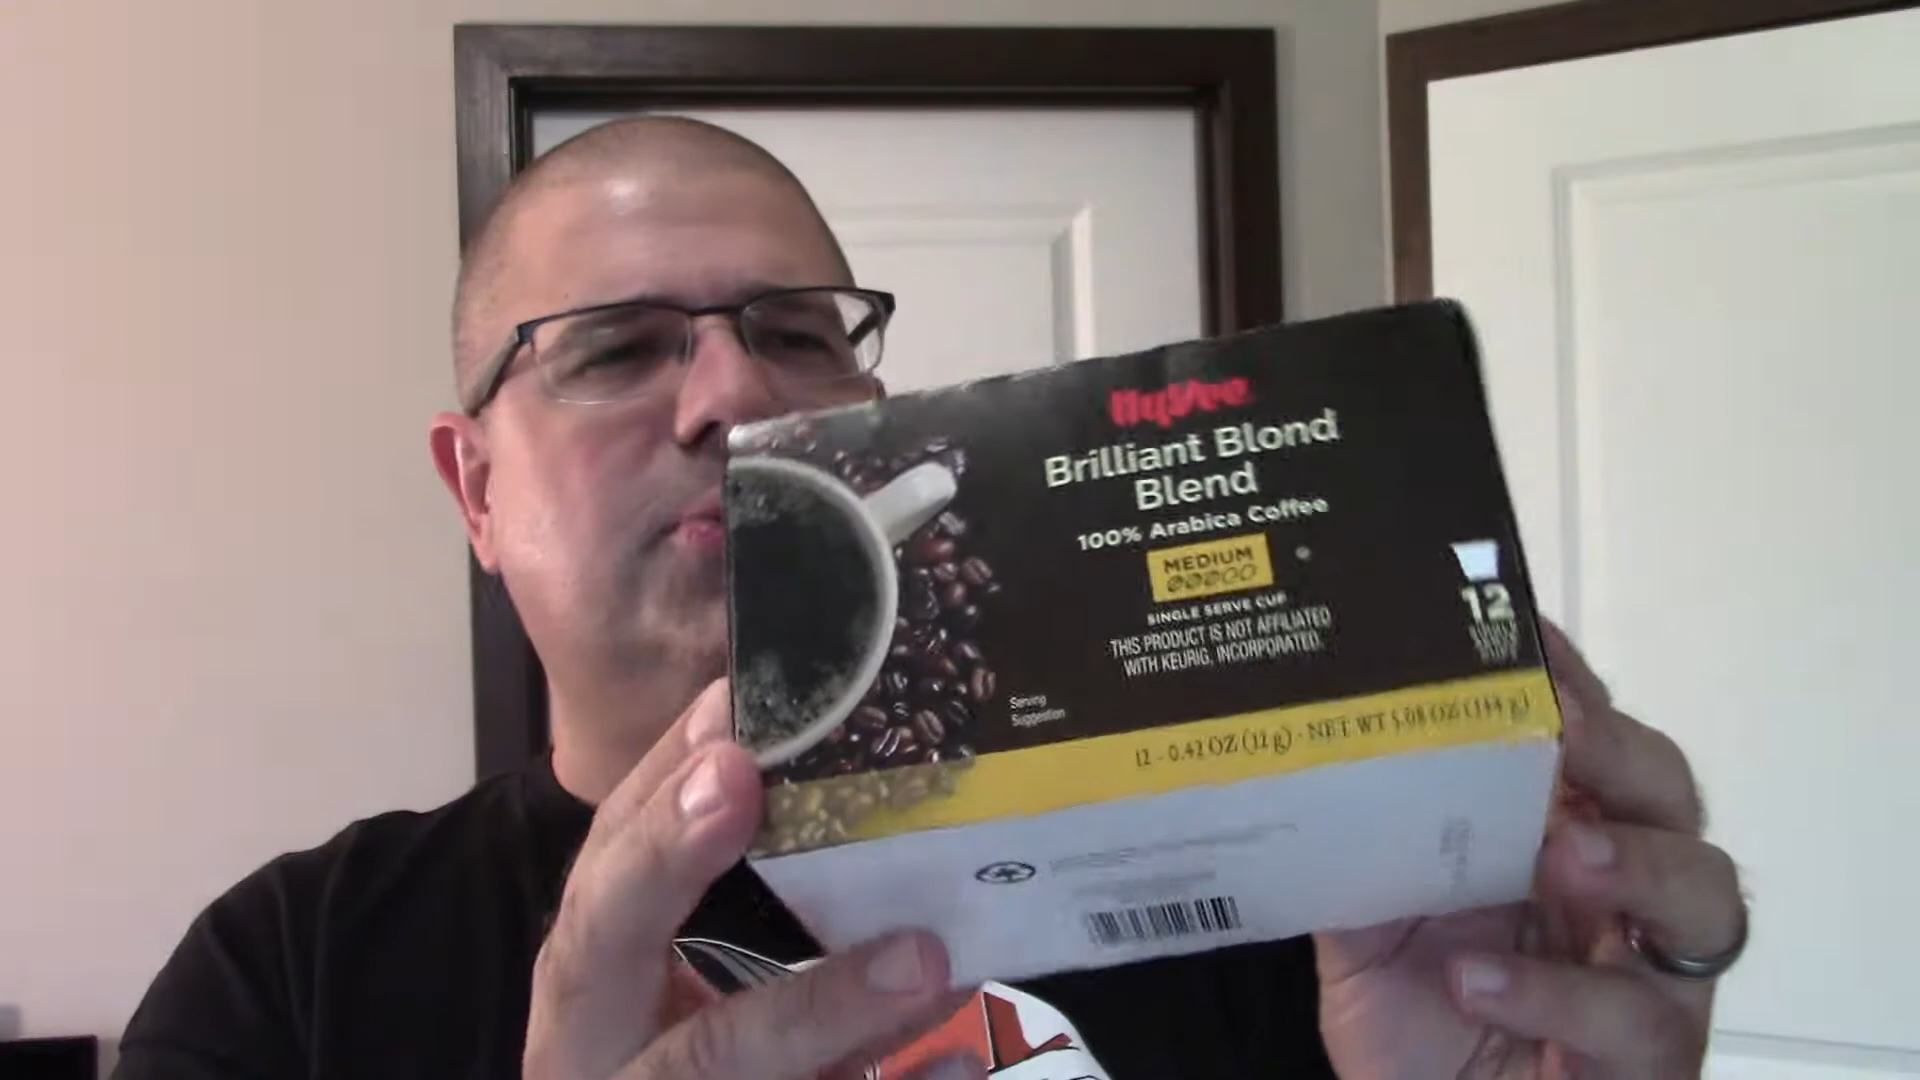 HyVee
Brilliant Blond
Blend
100% Arabica Coffee
MEDIUM
SINGLE SERVE CUP
THIS PRODUCT IS NOT AFFILIATED
WITH KEURIG, INCORPORATED.
12
Serving
Suggestion
12 - 0.42 OZ (12 g) - NET WT 5.08 OZ (144 g)